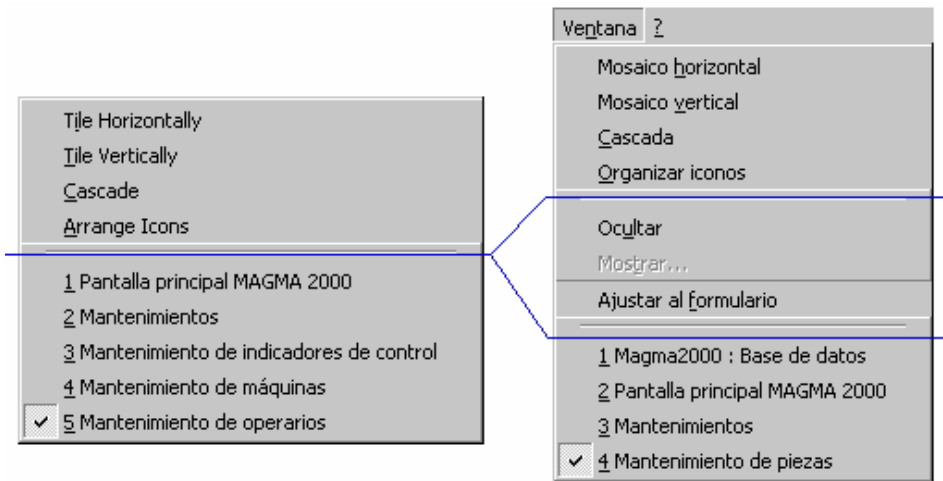 Tile Horizontally
Tile Vertically
Cascade
Arrange Icons
1 Pantalla principal MAGMA 2000
2 Mantenimientos
3 Mantenimiento de indicadores de control
4 Mantenimiento de máquinas
5 Mantenimiento de operarios
Ventana ?
Mosaico horizontal
Mosaico vertical
Cascada
Organizar iconos
Ocultar
Mostrar...
Ajustar al formulario
1 Magma2000 : Base de datos
2 Pantalla principal MAGMA 2000
3 Mantenimientos
4 Mantenimiento de piezas